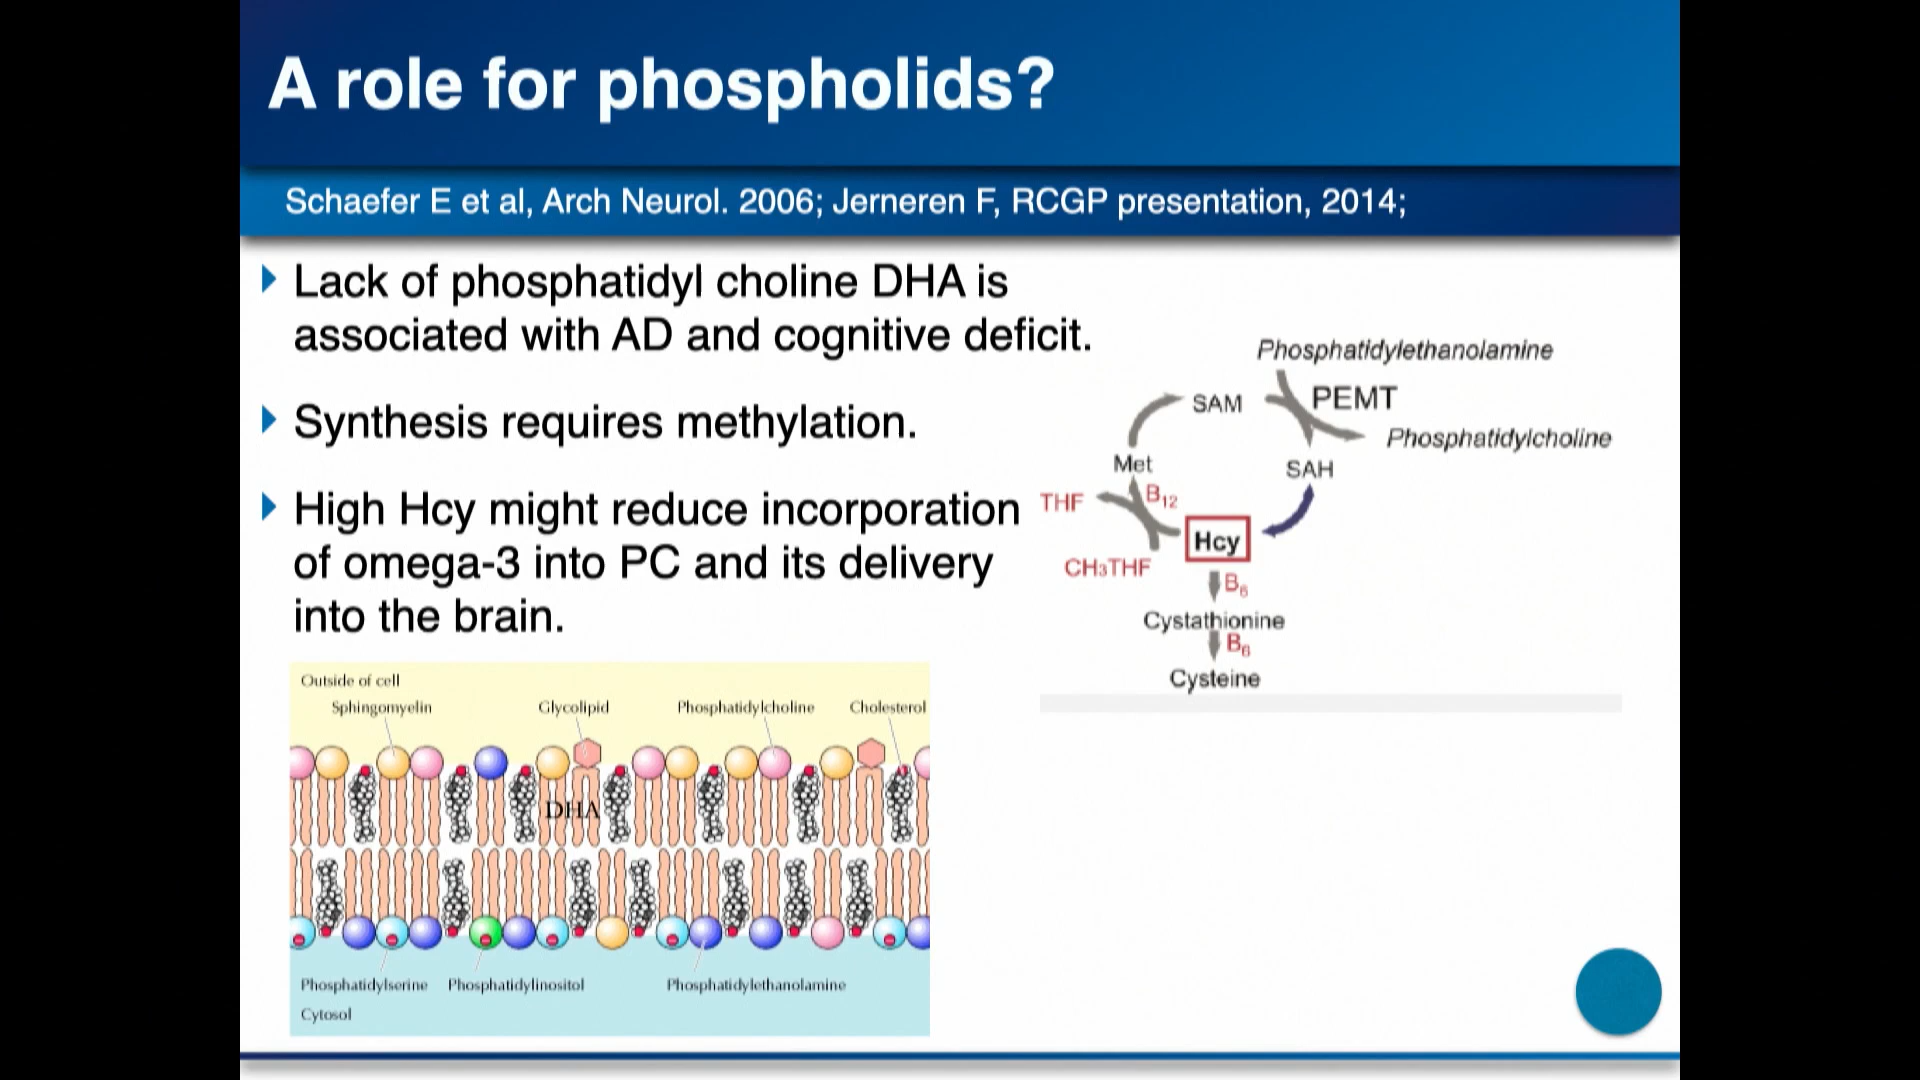 A role for phospholids?
Schaefer E et al, Arch Neurol. 2006; Jerneren F, RCGP presentation, 2014;
Lack of phosphatidyl choline DHA is
associated with AD and cognitive deficit.
Synthesis requires methylation.
High Hcy might reduce incorporation
of omega-3 into PC and its delivery
into the brain.
Phosphatidylethanolamine
SAM
PEMT
Phosphatidylcholine
Met
SAH
THF
B₁₂
Hcy
CH₃THF
B₆
Cystathionine
B₆
Cysteine
Outside of cell
Sphingomyelin
Glycolipid
Phosphatidylcholine
Cholesterol
DHA
Phosphatidylserine
Phosphatidylinositol
Phosphatidylethanolamine
Cytosol